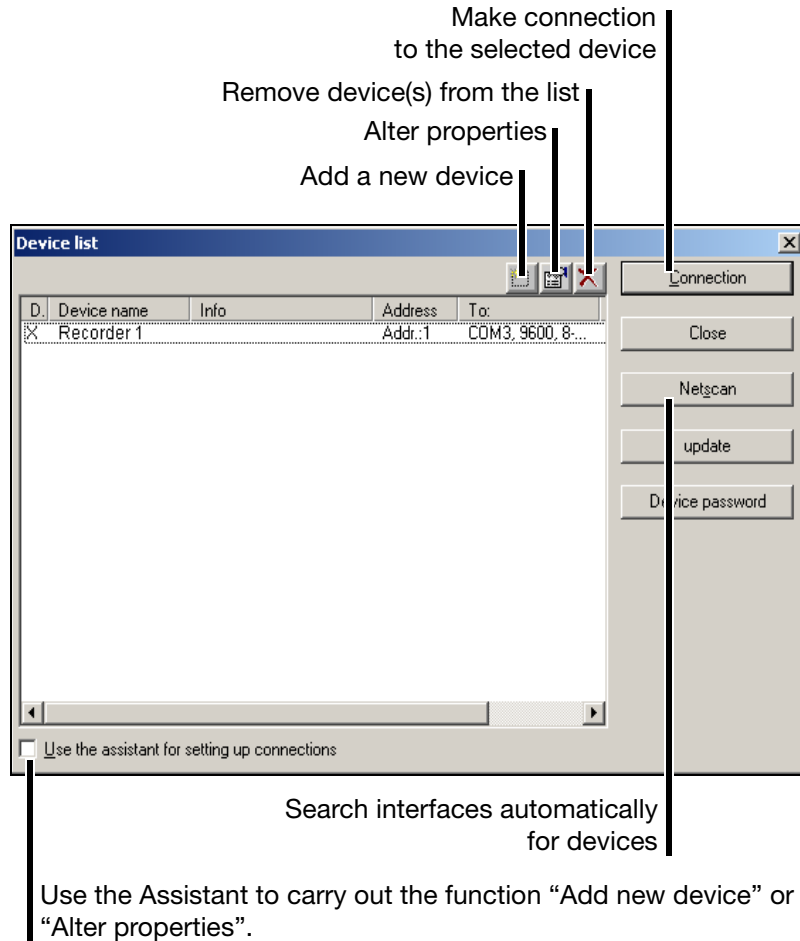 Make connection
to the selected device
Remove device(s) from the list
Alter properties
Add a new device
Device list
Connection
D. Device name Info Address To:
X Recorder 1 Addr.:1 COM3, 9600, 8-...
Close
Netscan
update
Device password
Use the assistant for setting up connections
Search interfaces automatically
for devices
Use the Assistant to carry out the function “Add new device” or
“Alter properties”.